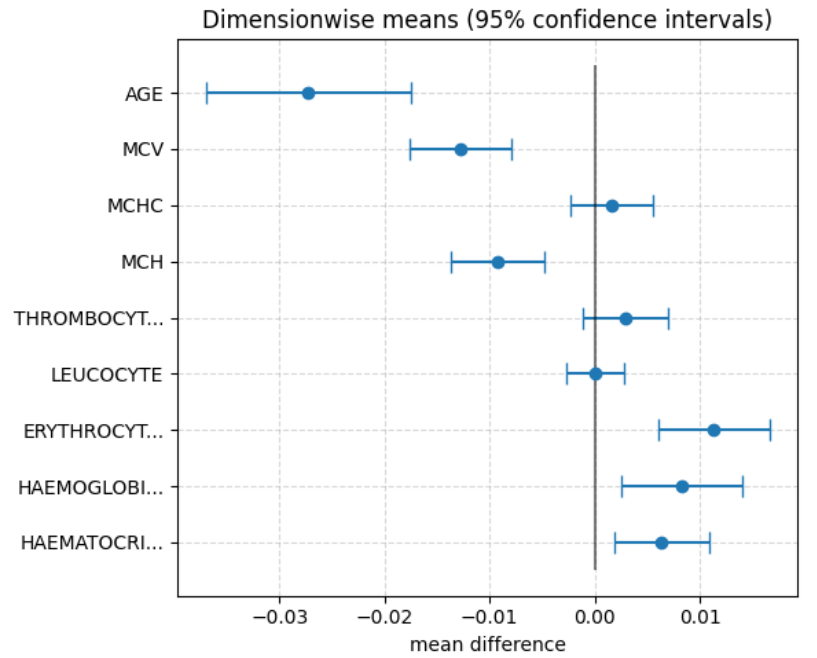 Dimensionwise means (95% confidence intervals)
AGE
MCV
MCHC
MCH
THROMBOCYT...
LEUCOCYTE
ERYTHROCYT...
HAEMOGLOBI...
HAEMATOCRI...
−0.03 −0.02 −0.01 0.00 0.01
mean difference